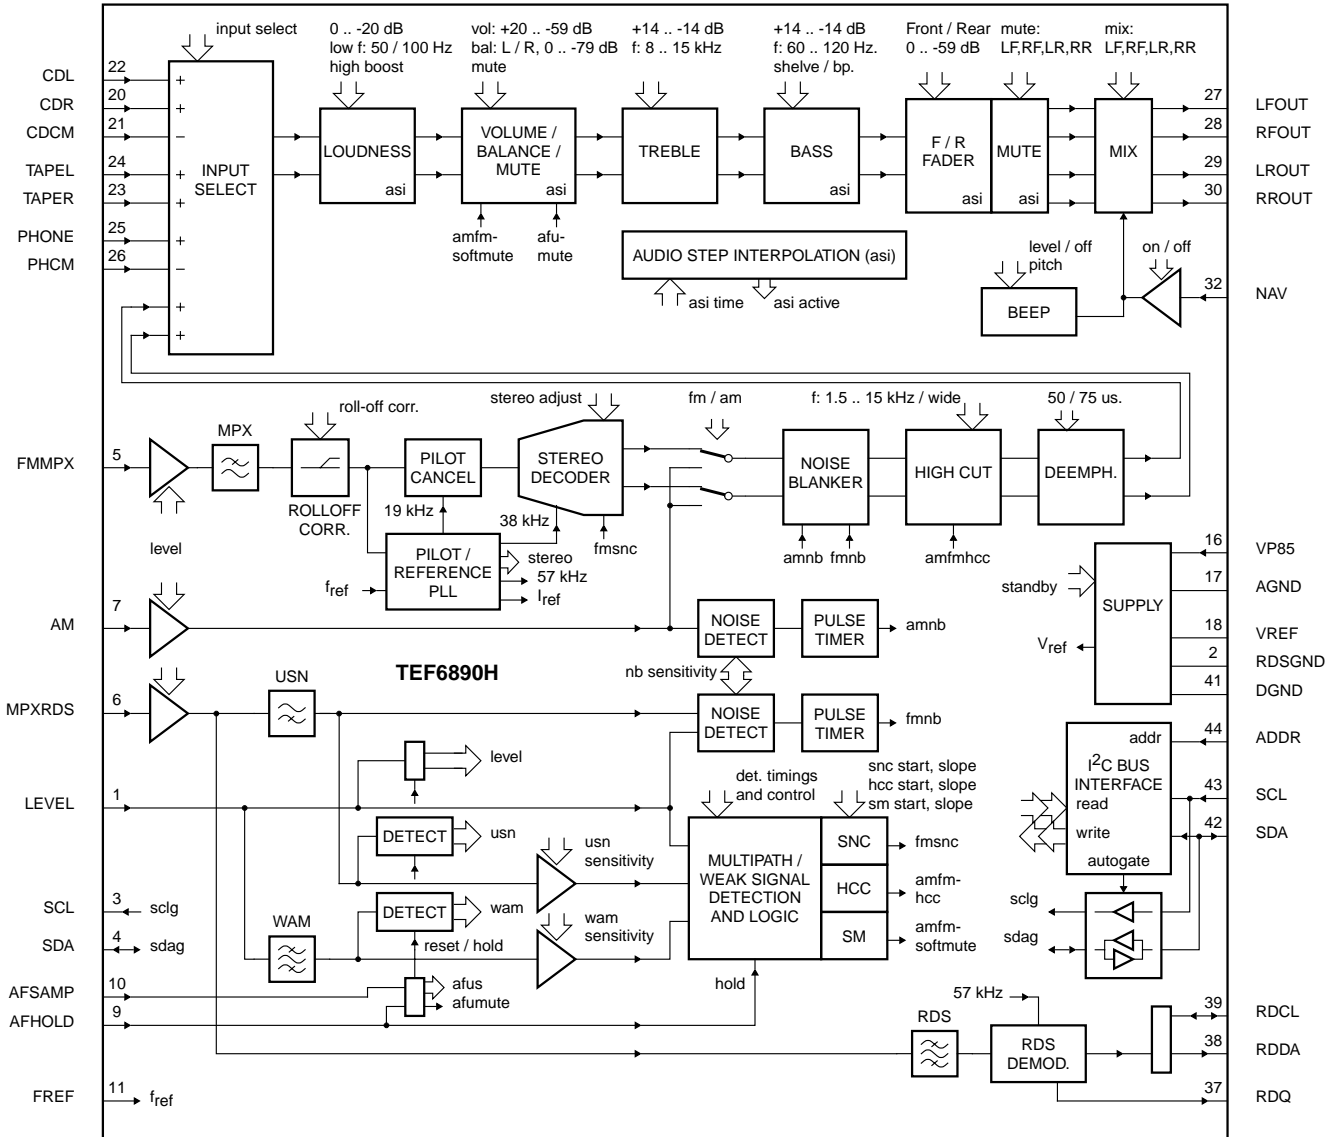 input select
0 .. -20 dB
low f: 50 / 100 Hz
high boost
vol: +20 .. -59 dB
bal: L / R, 0 .. -79 dB
mute
+14 .. -14 dB
f: 8 .. 15 kHz
+14 .. -14 dB
f: 60 .. 120 Hz.
shelve / bp.
Front / Rear
0 .. -59 dB
mute:
LF,RF,LR,RR
mix:
LF,RF,LR,RR
CDL 22 +
CDR 20 +
CDCM 21 −
TAPEL 24 +
TAPER 23 +
PHONE 25 +
PHCM 26 −
+
+
INPUT
SELECT
LOUDNESS
asi
VOLUME /
BALANCE /
MUTE
asi
TREBLE
BASS
asi
F / R
FADER
asi
MUTE
asi
MIX
27 LFOUT
28 RFOUT
29 LROUT
30 RROUT
amfm-
softmute
afu-
mute
AUDIO STEP INTERPOLATION (asi)
asi time
asi active
level / off
pitch
on / off
BEEP
32 NAV
roll-off corr.
stereo adjust
fm / am
f: 1.5 .. 15 kHz / wide
50 / 75 us.
FMMPX 5
MPX
level
ROLLOFF
CORR.
PILOT
CANCEL
19 kHz
STEREO
DECODER
38 kHz
fmsnc
PILOT /
REFERENCE
PLL
fref
stereo
57 kHz
Iref
NOISE
BLANKER
amnb fmnb
HIGH CUT
amfmhcc
DEEMPH.
standby
SUPPLY
Vref
16 VP85
17 AGND
18 VREF
2 RDSGND
41 DGND
AM 7
NOISE
DETECT
PULSE
TIMER
amnb
nb sensitivity
TEF6890H
MPXRDS 6
USN
NOISE
DETECT
PULSE
TIMER
fmnb
addr
I2C BUS
INTERFACE
read
write
autogate
44 ADDR
43 SCL
42 SDA
sclg
sdag
LEVEL 1
level
DETECT
usn
usn
sensitivity
det. timings
and control
snc start, slope
hcc start, slope
sm start, slope
MULTIPATH /
WEAK SIGNAL
DETECTION
AND LOGIC
SNC
fmsnc
HCC
amfm-
hcc
SM
amfm-
softmute
SCL 3 sclg
SDA 4 sdag
WAM
DETECT
wam
reset / hold
wam
sensitivity
hold
AFSAMP 10
afus
afumute
AFHOLD 9
57 kHz
RDS
RDS
DEMOD.
39 RDCL
38 RDDA
37 RDQ
FREF 11 fref